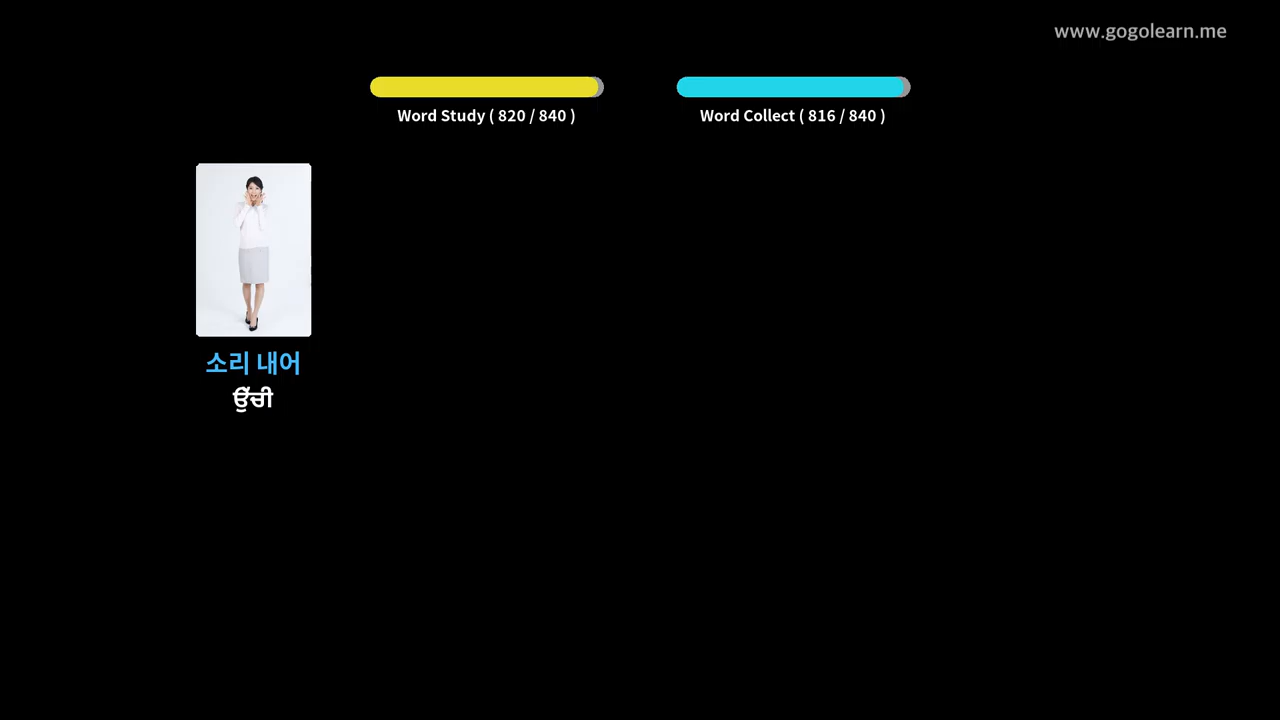 www.gogolearn.me
Word Study ( 820 / 840 )
Word Collect ( 816 / 840 )
소리 내어
ਉੱਚੀ